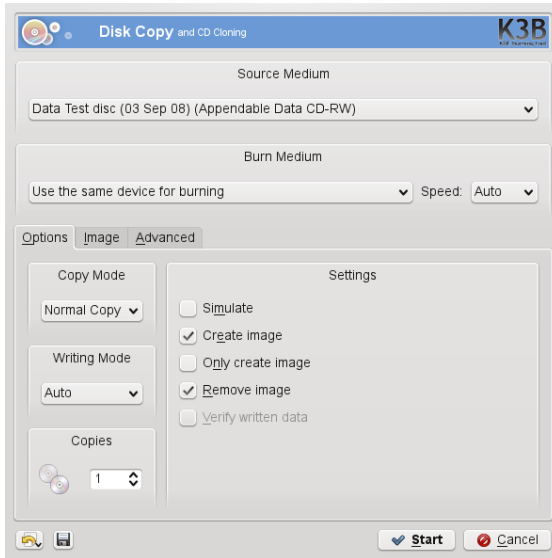 Disk Copy and CD Cloning
K3B
Source Medium
Data Test disc (03 Sep 08) (Appendable Data CD-RW)
Burn Medium
Use the same device for burning
Speed: Auto
Options Image Advanced
Copy Mode
Normal Copy
Writing Mode
Auto
Copies
1
Settings
Simulate
Create image
Only create image
Remove image
Verify written data
Start Cancel